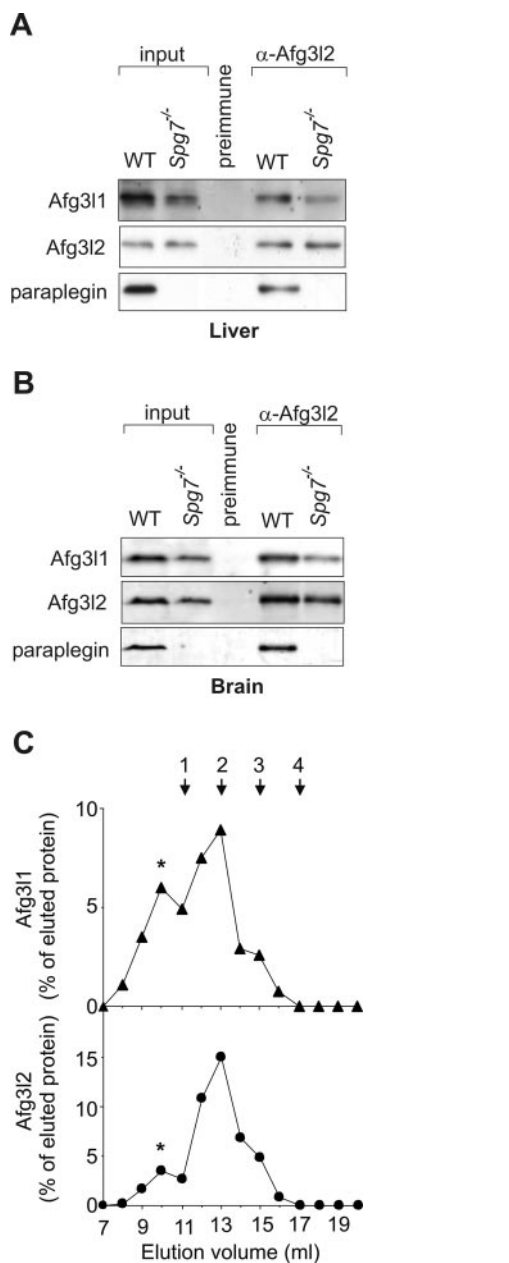 A
input
preimmune
α-Afg3l2
WT
Spg7-/-
WT
Spg7-/-
Afg3l1
Afg3l2
paraplegin
Liver
B
input
preimmune
α-Afg3l2
WT
Spg7-/-
WT
Spg7-/-
Afg3l1
Afg3l2
paraplegin
Brain
C
1 2 3 4
10
5
0
*
Afg3l1
(% of eluted protein)
15
10
5
0
*
Afg3l2
(% of eluted protein)
7 9 11 13 15 17 19
Elution volume (ml)